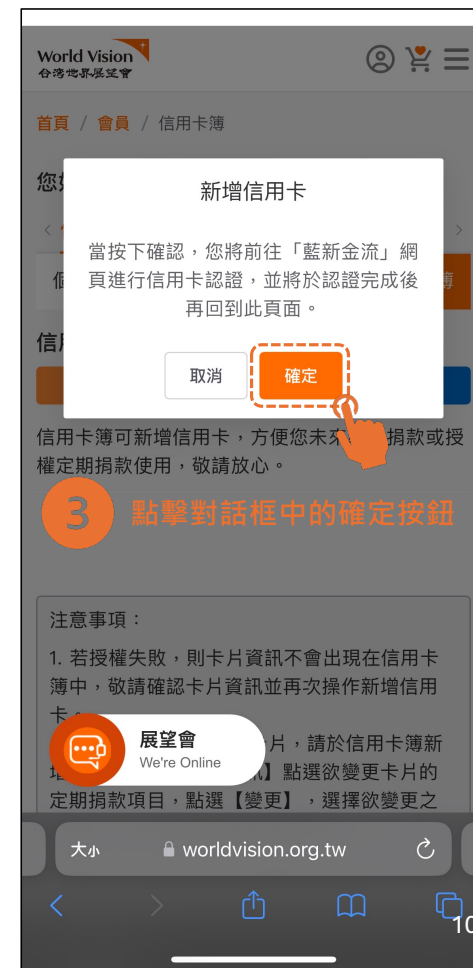 World Vision
台灣世界展望會
首頁 / 會員 / 信用卡簿
您
新增信用卡
當按下確認，您將前往「藍新金流」網
頁進行信用卡認證，並將於認證完成後
再回到此頁面。
個
簿
信
取消
確定
信用卡簿可新增信用卡，方便您未來
捐款或授
權定期捐款使用，敬請放心。
3 點擊對話框中的確定按鈕
注意事項：
1. 若授權失敗，則卡片資訊不會出現在信用卡
簿中，敬請確認卡片資訊並再次操作新增信用
卡。
卡片，請於信用卡簿新
展望會
We're Online
增
訊】點選欲變更卡片的
定期捐款項目，點選【變更】，選擇欲變更之
大小
worldvision.org.tw
10